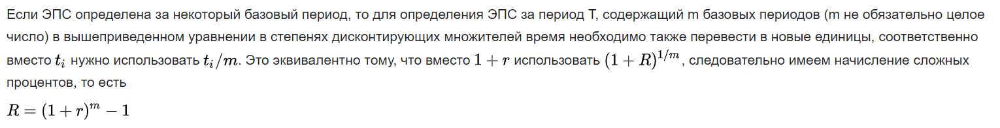 Если ЭПС определена за некоторый базовый период, то для определения ЭПС за период T, содержащий m базовых периодов (m не обязательно целое
число) в вышеприведенном уравнении в степенях дисконтирующих множителей время необходимо также перевести в новые единицы, соответственно
вместо t_i нужно использовать t_i/m. Это эквивалентно тому, что вместо 1 + r использовать (1 + R)^{1/m}, следовательно имеем начисление сложных
процентов, то есть
R = (1 + r)^m − 1